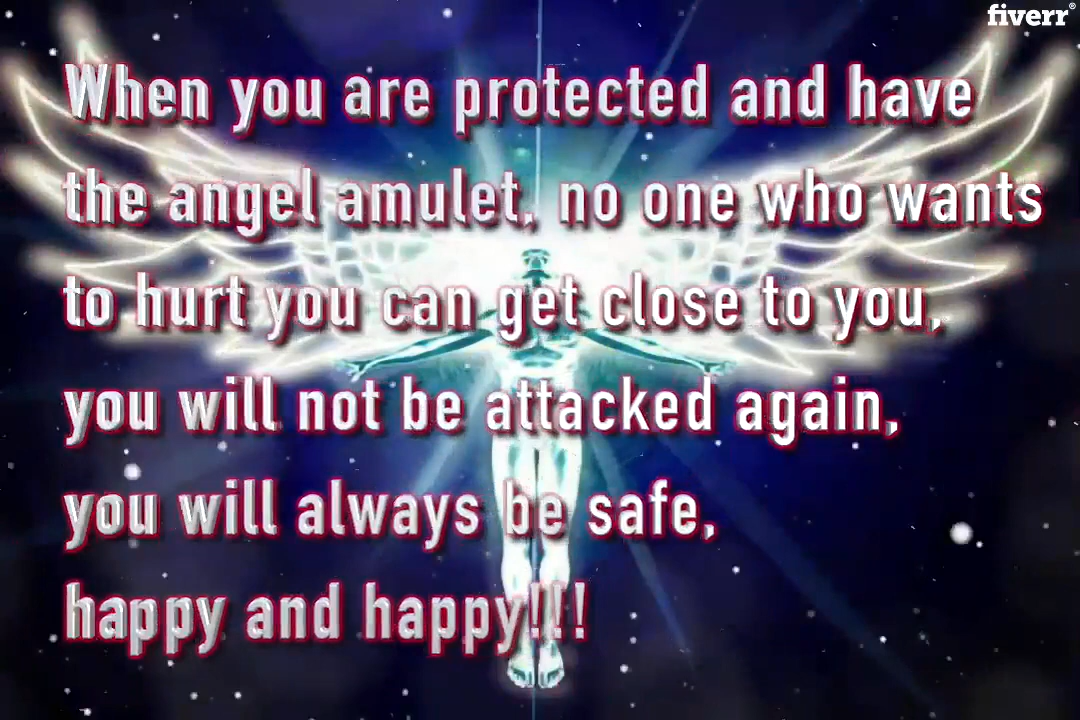 fiverr®
When you are protected and have
the angel amulet, no one who wants
to hurt you can get close to you,
you will not be attacked again,
you will always be safe,
happy and happy!!!